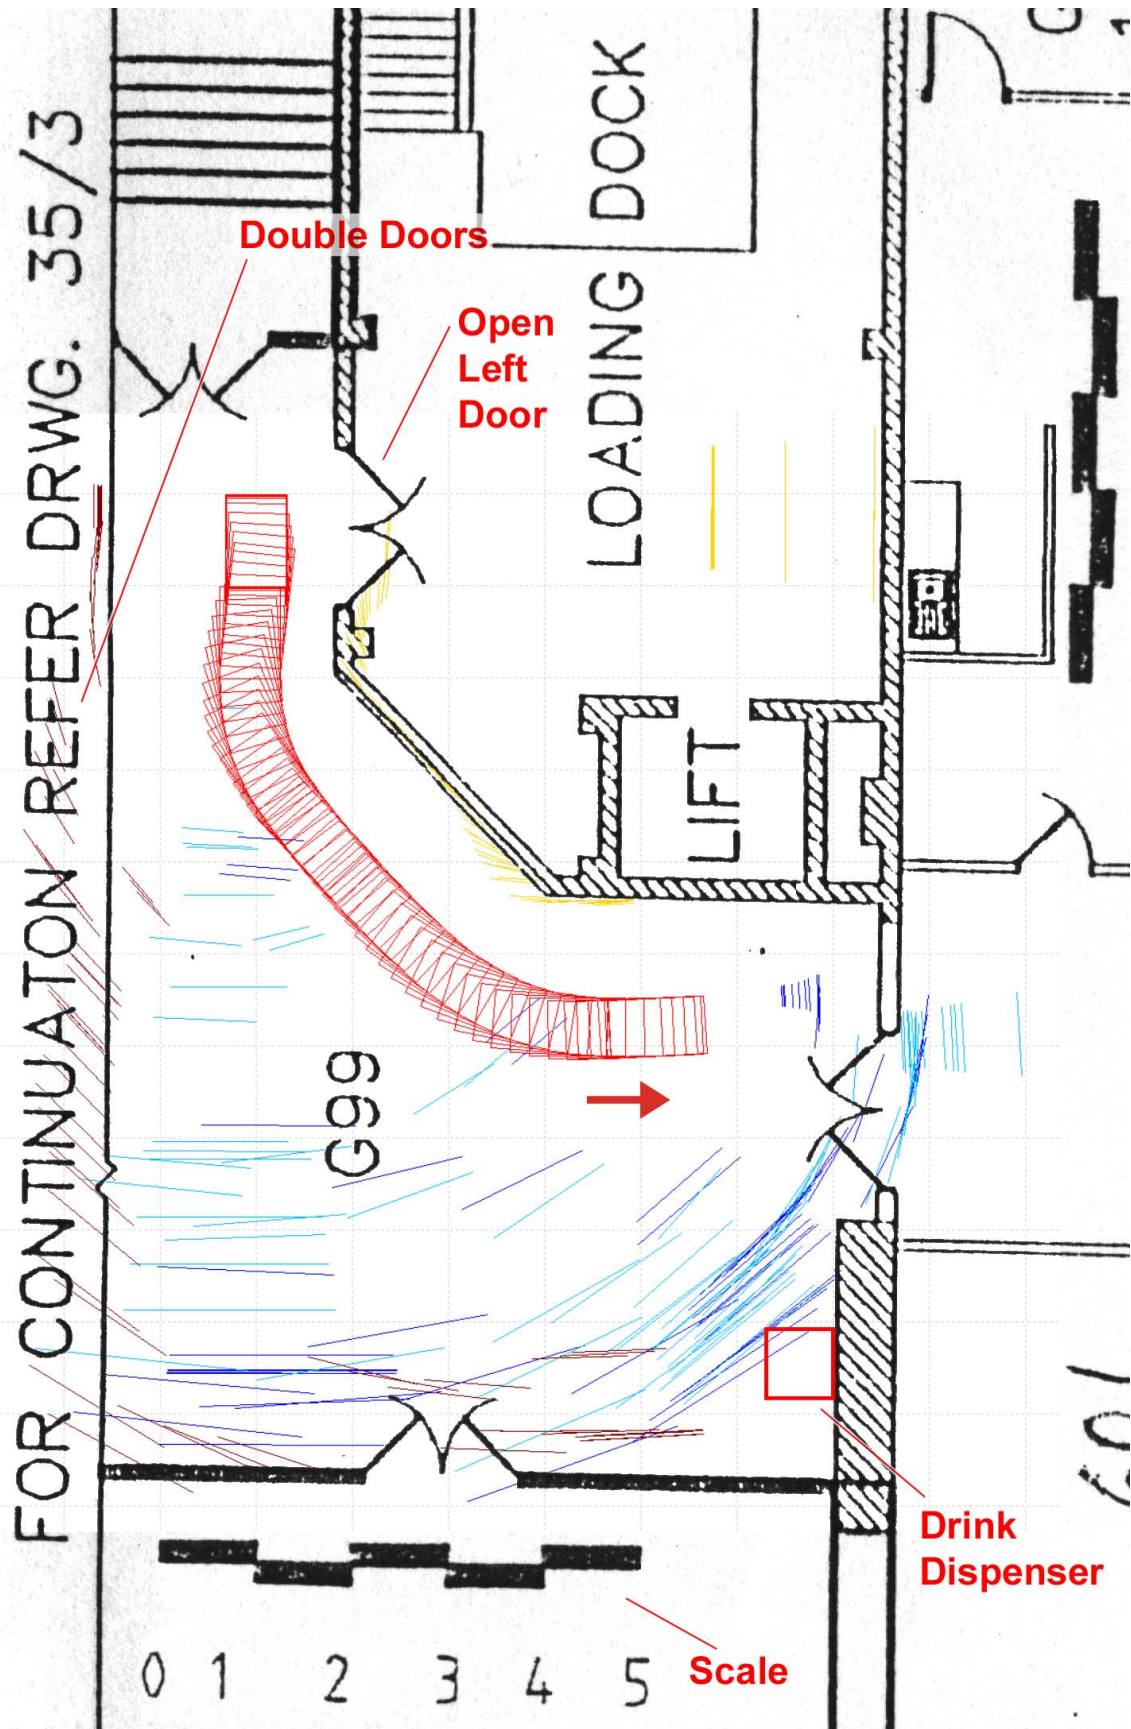 FOR CONTINUATON REFER DRWG. 35/3
Double Doors
Open
Left
Door
LOADING DOCK
LIFT
G99
Drink
Dispenser
0 1 2 3 4 5
Scale